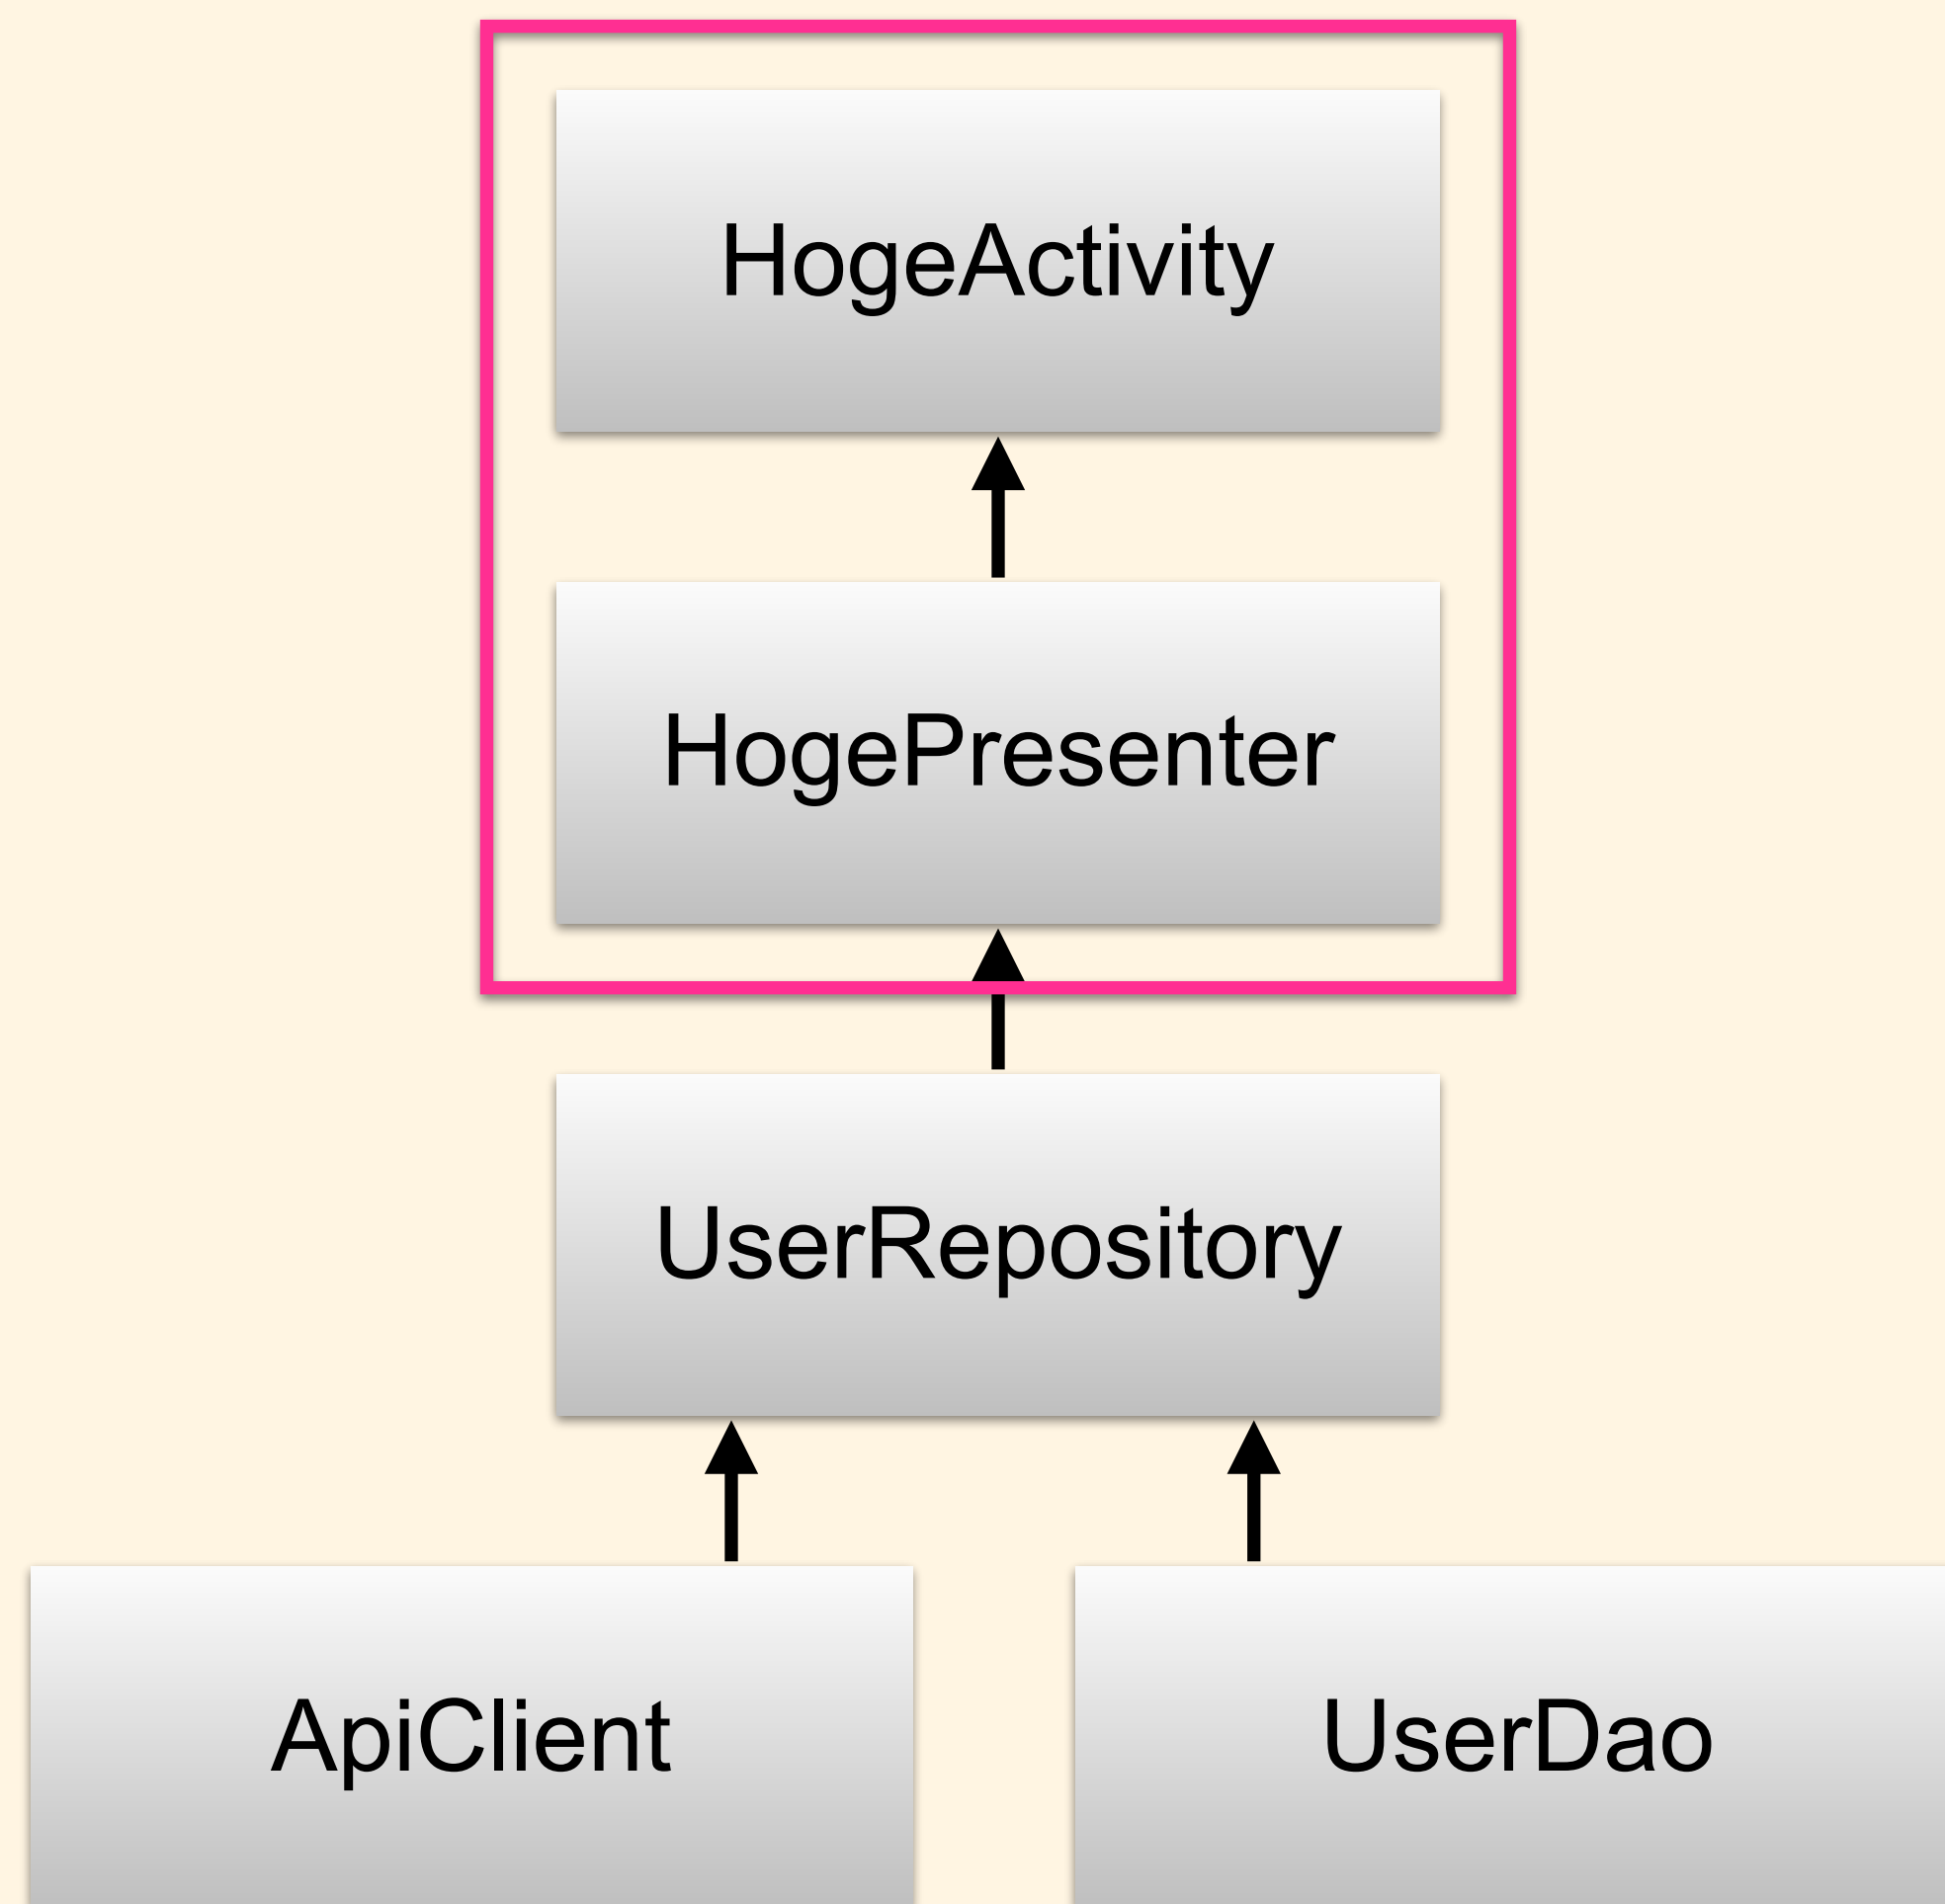 HogeActivity
HogePresenter
UserRepository
ApiClient
UserDao